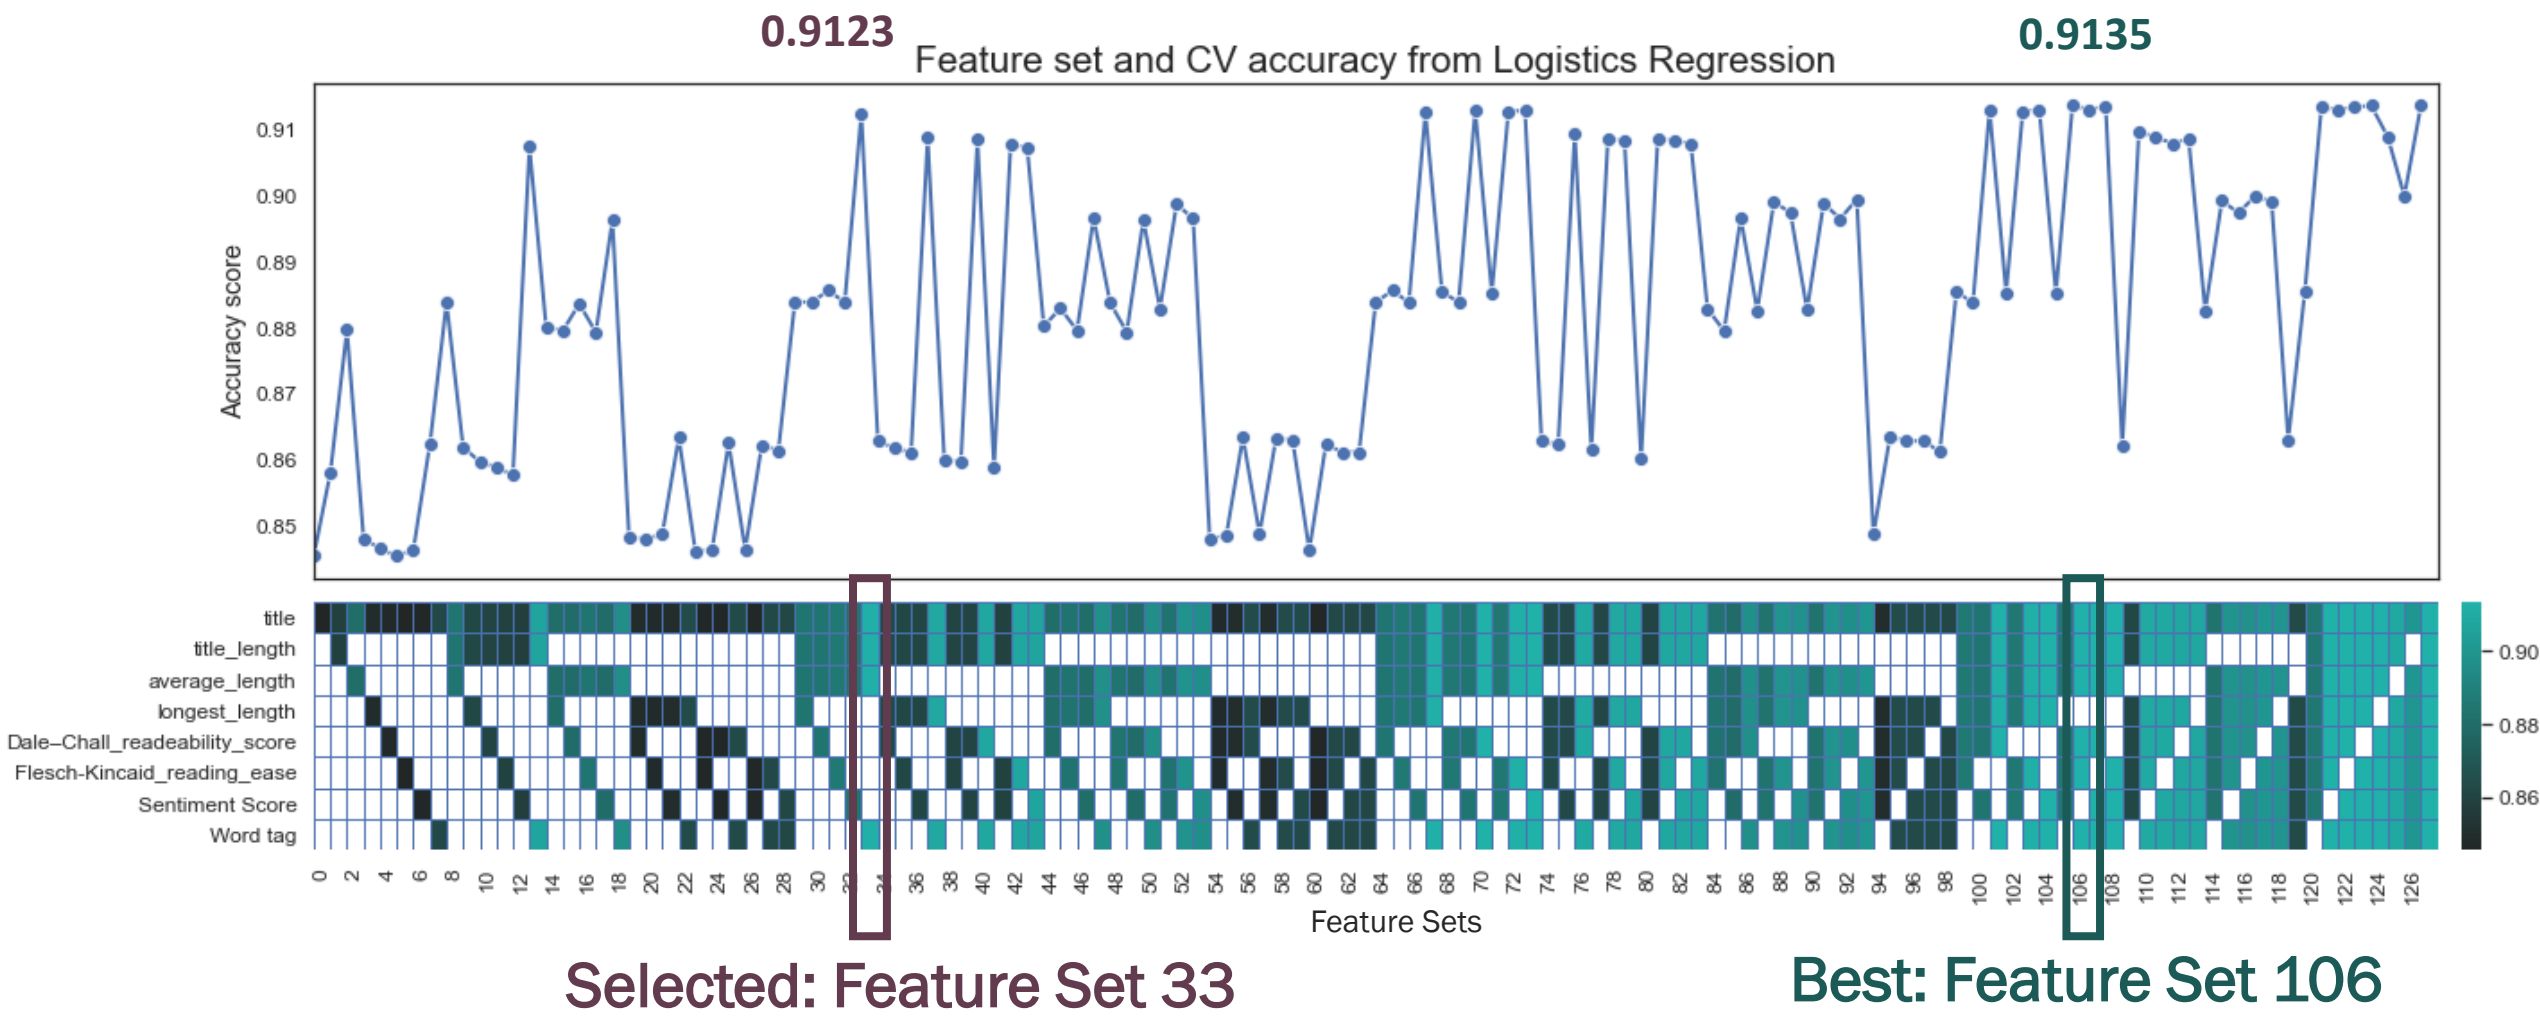 0.9123
0.9135
Feature set and CV accuracy from Logistics Regression
Accuracy score
0.91
0.90
0.89
0.88
0.87
0.86
0.85
title
title_length
average_length
longest_length
Dale–Chall_readeability_score
Flesch-Kincaid_reading_ease
Sentiment Score
Word tag
0.90
0.88
0.86
0 2 4 6 8 10 12 14 16 18 20 22 24 26 28 30 32 34 36 38 40 42 44 46 48 50 52 54 56 58 60 62 64 66 68 70 72 74 76 78 80 82 84 86 88 90 92 94 96 98 100 102 104 106 108 110 112 114 116 118 120 122 124 126
Feature Sets
Selected: Feature Set 33
Best: Feature Set 106